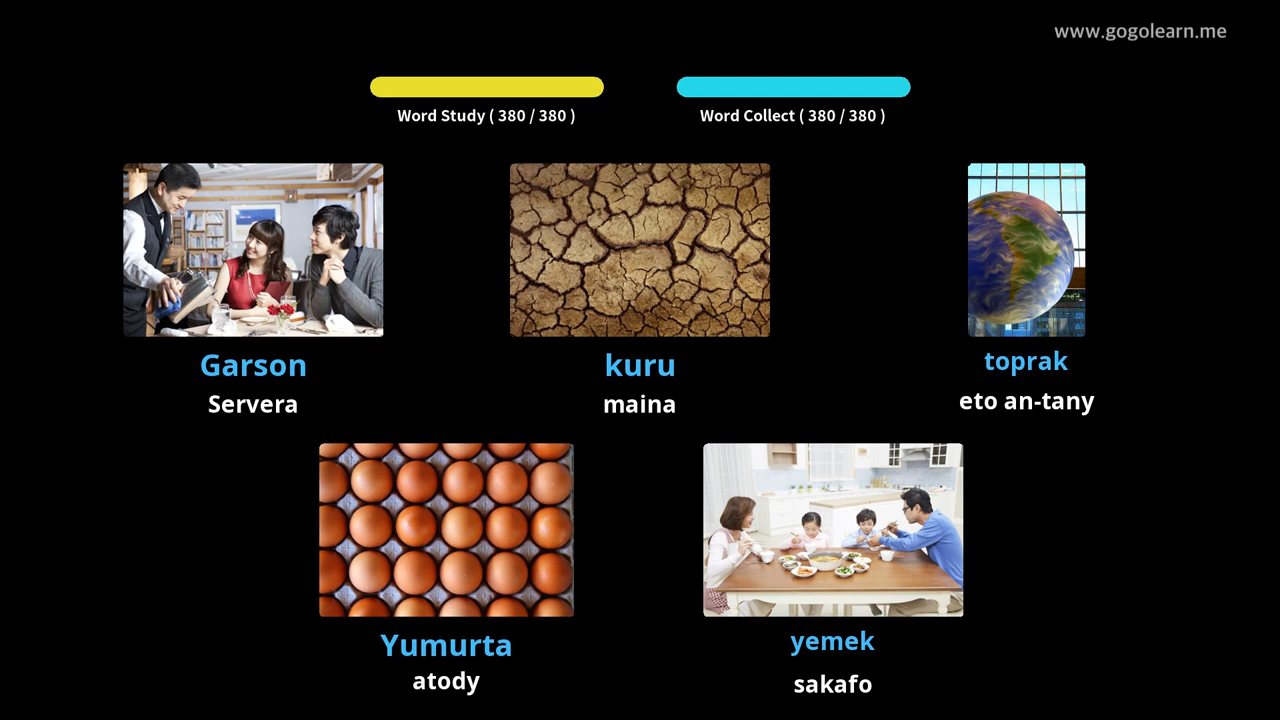 www.gogolearn.me
Word Study ( 380 / 380 )
Word Collect ( 380 / 380 )
Garson
Servera
kuru
maina
toprak
eto an-tany
Yumurta
atody
yemek
sakafo